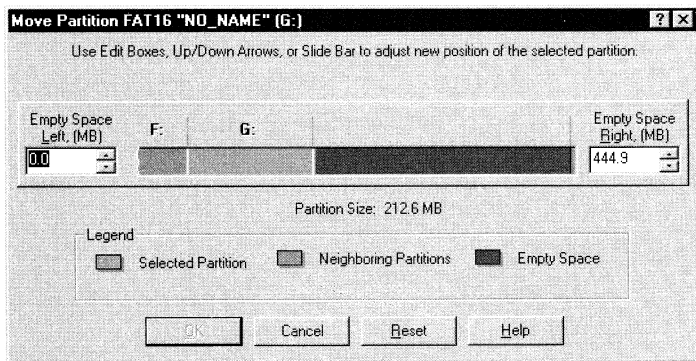 Move Partition FAT16 "NO_NAME" (G:)
Use Edit Boxes, Up/Down Arrows, or Slide Bar to adjust new position of the selected partition.
Empty Space
Left, (MB)
0.0
F:
G:
Empty Space
Right, (MB)
444.9
Partition Size: 212.6 MB
Legend
Selected Partition
Neighboring Partitions
Empty Space
OK
Cancel
Reset
Help